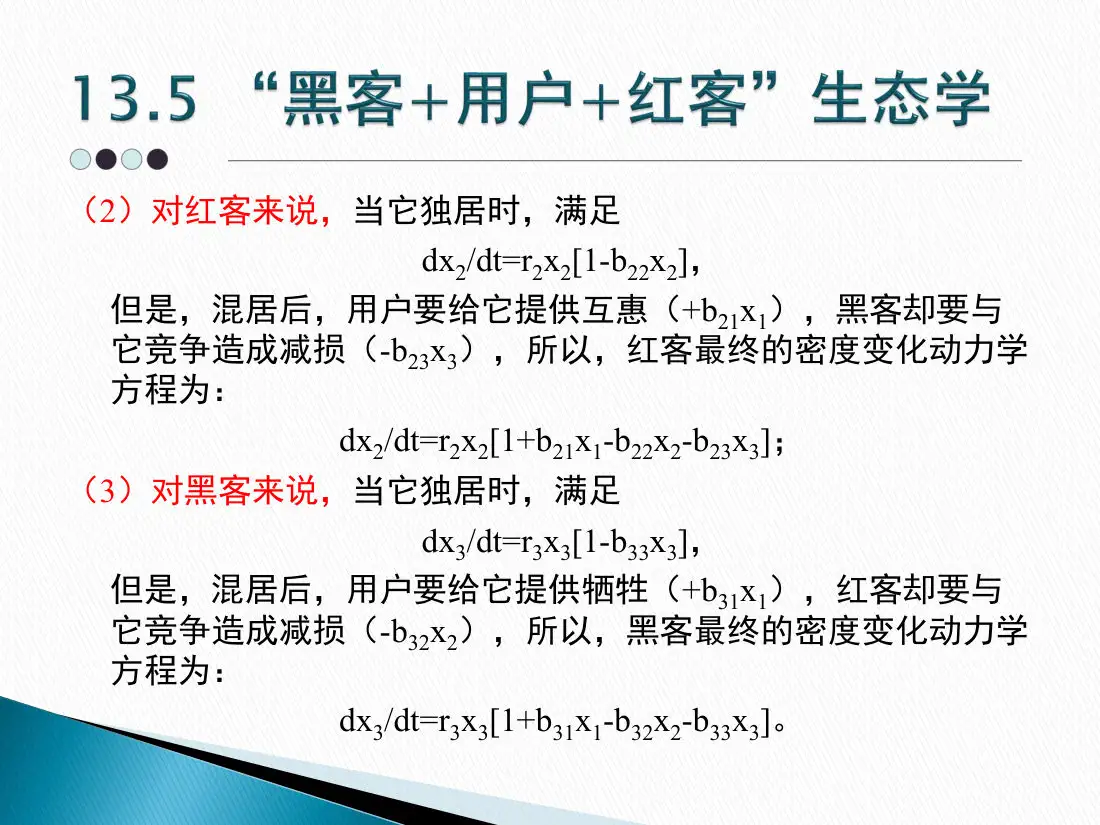 13.5 “黑客+用户+红客”生态学
（2）对红客来说，当它独居时，满足
dx₂/dt=r₂x₂[1-b₂₂x₂]，
但是，混居后，用户要给它提供互惠（+b₂₁x₁），黑客却要与
它竞争造成减损（-b₂₃x₃），所以，红客最终的密度变化动力学
方程为：
dx₂/dt=r₂x₂[1+b₂₁x₁-b₂₂x₂-b₂₃x₃]；
（3）对黑客来说，当它独居时，满足
dx₃/dt=r₃x₃[1-b₃₃x₃]，
但是，混居后，用户要给它提供牺牲（+b₃₁x₁），红客却要与
它竞争造成减损（-b₃₂x₂），所以，黑客最终的密度变化动力学
方程为：
dx₃/dt=r₃x₃[1+b₃₁x₁-b₃₂x₂-b₃₃x₃]。